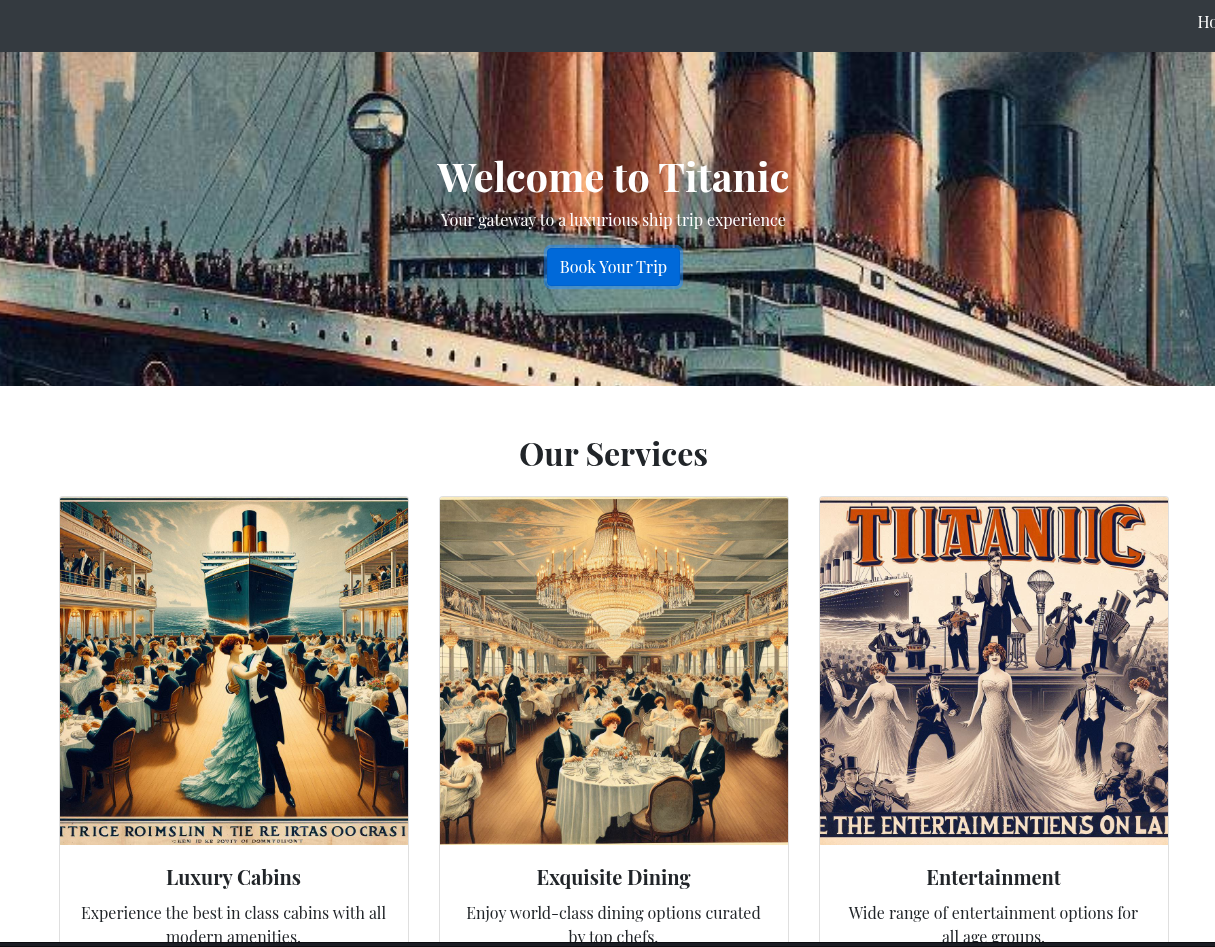 Ho
Welcome to Titanic
Your gateway to a luxurious ship trip experience
Book Your Trip
Our Services
TIITAANIIC
TTRICE ROIMSLIN N TIE RE IRTAS OO CRAS I
E THE ENTERTAIMENTIENS ON LAI
Luxury Cabins
Exquisite Dining
Entertainment
Experience the best in class cabins with all
modern amenities.
Enjoy world-class dining options curated
by top chefs.
Wide range of entertainment options for
all age groups.